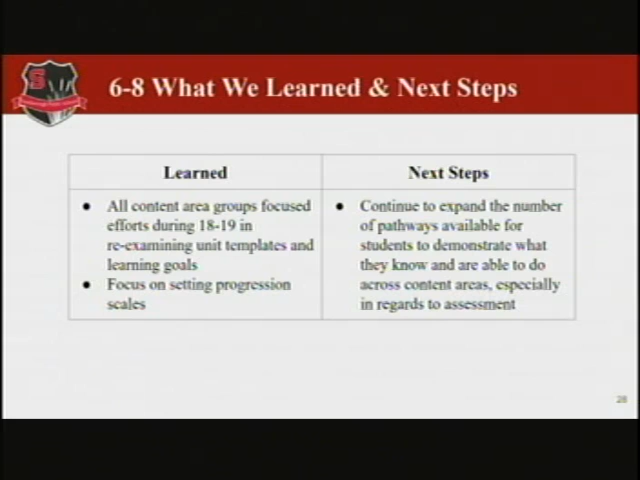 6-8 What We Learned & Next Steps
S
Learned
Next Steps
● All content area groups focused
efforts during 18-19 in
re-examining unit templates and
learning goals
● Focus on setting progression
scales
● Continue to expand the number
of pathways available for
students to demonstrate what
they know and are able to do
across content areas, especially
in regards to assessment
28